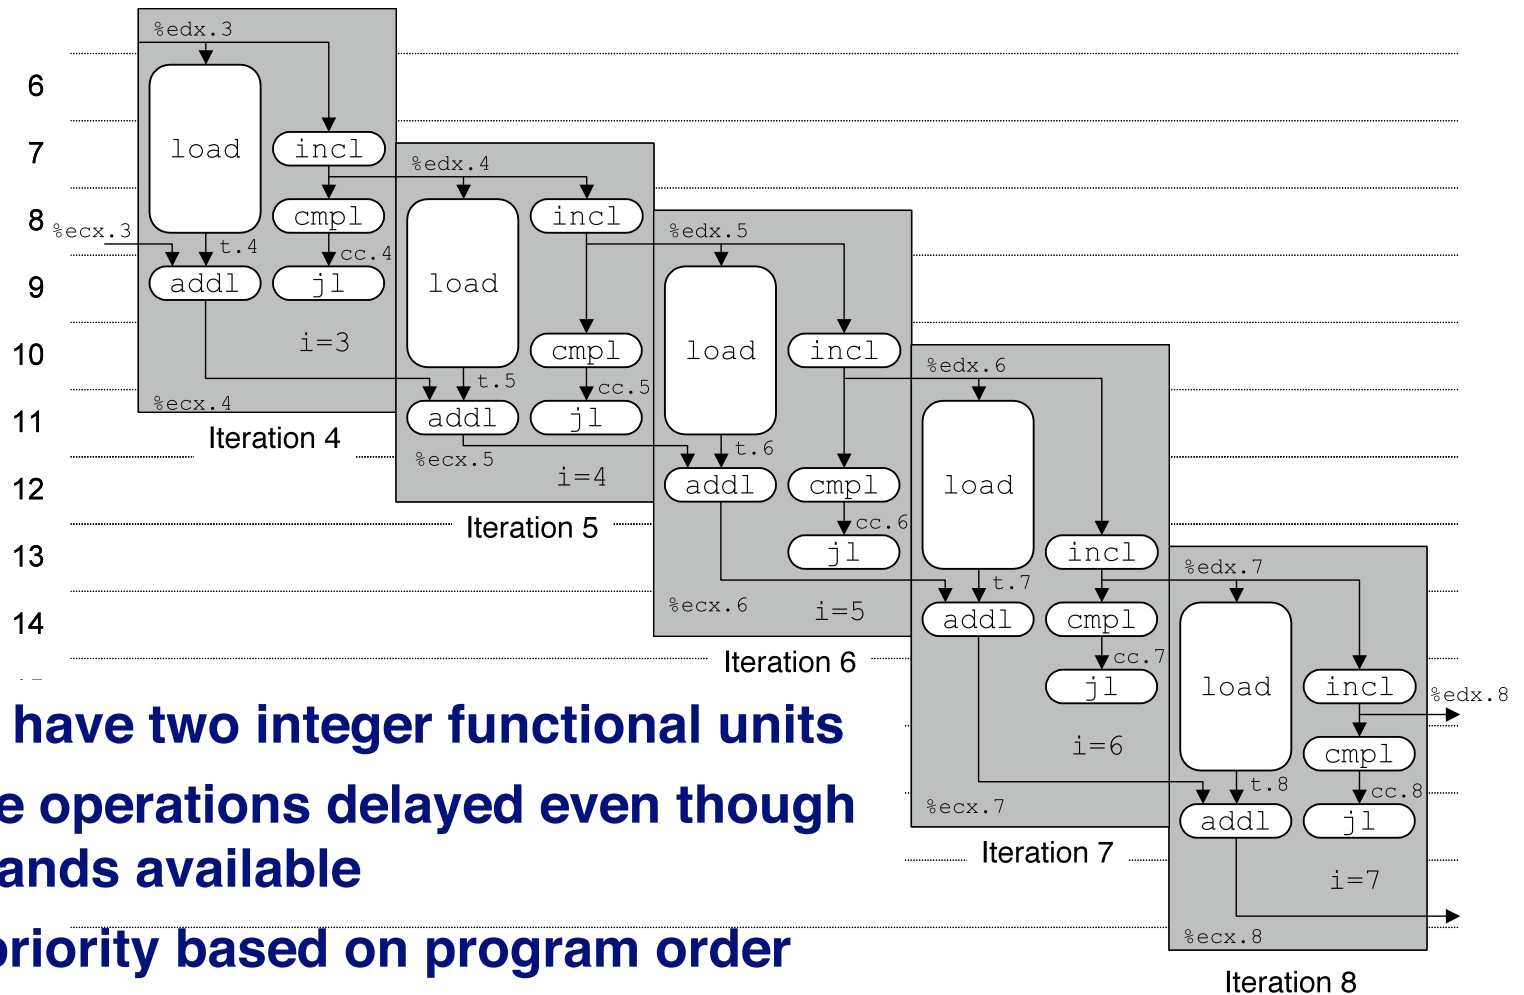 %edx.3
6
load
7
incl
%edx.4
8
cmpl
incl
%ecx.3
t.4
cc.4
%edx.5
9
addl
jl
load
i=3
10
cmpl
load
incl
%ecx.4
t.5
cc.5
%edx.6
11
addl
jl
Iteration 4
%ecx.5
t.6
i=4
12
addl
cmpl
load
Iteration 5
cc.6
13
jl
incl
%edx.7
%ecx.6
i=5
t.7
14
addl
cmpl
Iteration 6
cc.7
jl
load
incl
%edx.8
have two integer functional units
i=6
cmpl
%ecx.7
t.8
cc.8
operations delayed even though
addl
jl
Iteration 7
available
i=7
%ecx.8
priority based on program order
Iteration 8